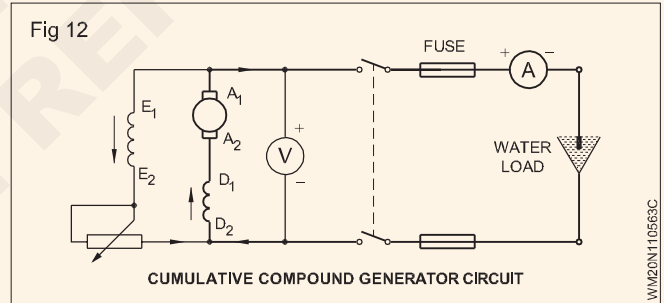 Fig 12
FUSE
+ A −
E1
E2
A1
A2
D1
D2
+
V
−
WATER
LOAD
CUMULATIVE COMPOUND GENERATOR CIRCUIT
WM20N110563C